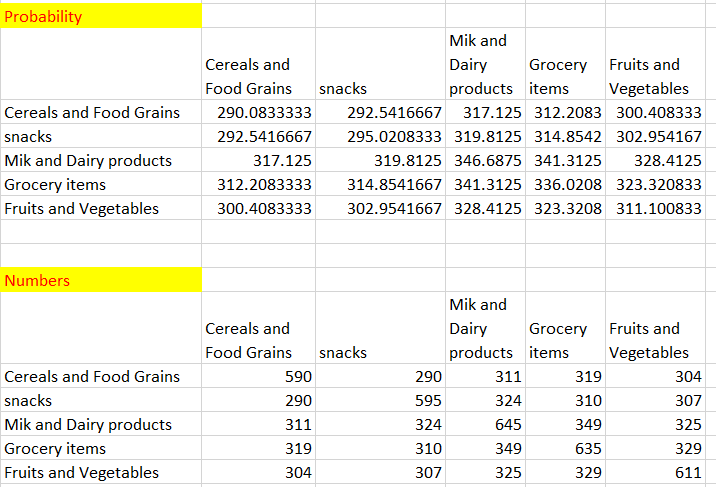 Probability
Mik and
Cereals and Dairy Grocery Fruits and
Food Grains snacks products items Vegetables
Cereals and Food Grains 290.0833333 292.5416667 317.125 312.2083 300.408333
snacks 292.5416667 295.0208333 319.8125 314.8542 302.954167
Mik and Dairy products 317.125 319.8125 346.6875 341.3125 328.4125
Grocery items 312.2083333 314.8541667 341.3125 336.0208 323.320833
Fruits and Vegetables 300.4083333 302.9541667 328.4125 323.3208 311.100833
Numbers
Mik and
Cereals and Dairy Grocery Fruits and
Food Grains snacks products items Vegetables
Cereals and Food Grains 590 290 311 319 304
snacks 290 595 324 310 307
Mik and Dairy products 311 324 645 349 325
Grocery items 319 310 349 635 329
Fruits and Vegetables 304 307 325 329 611